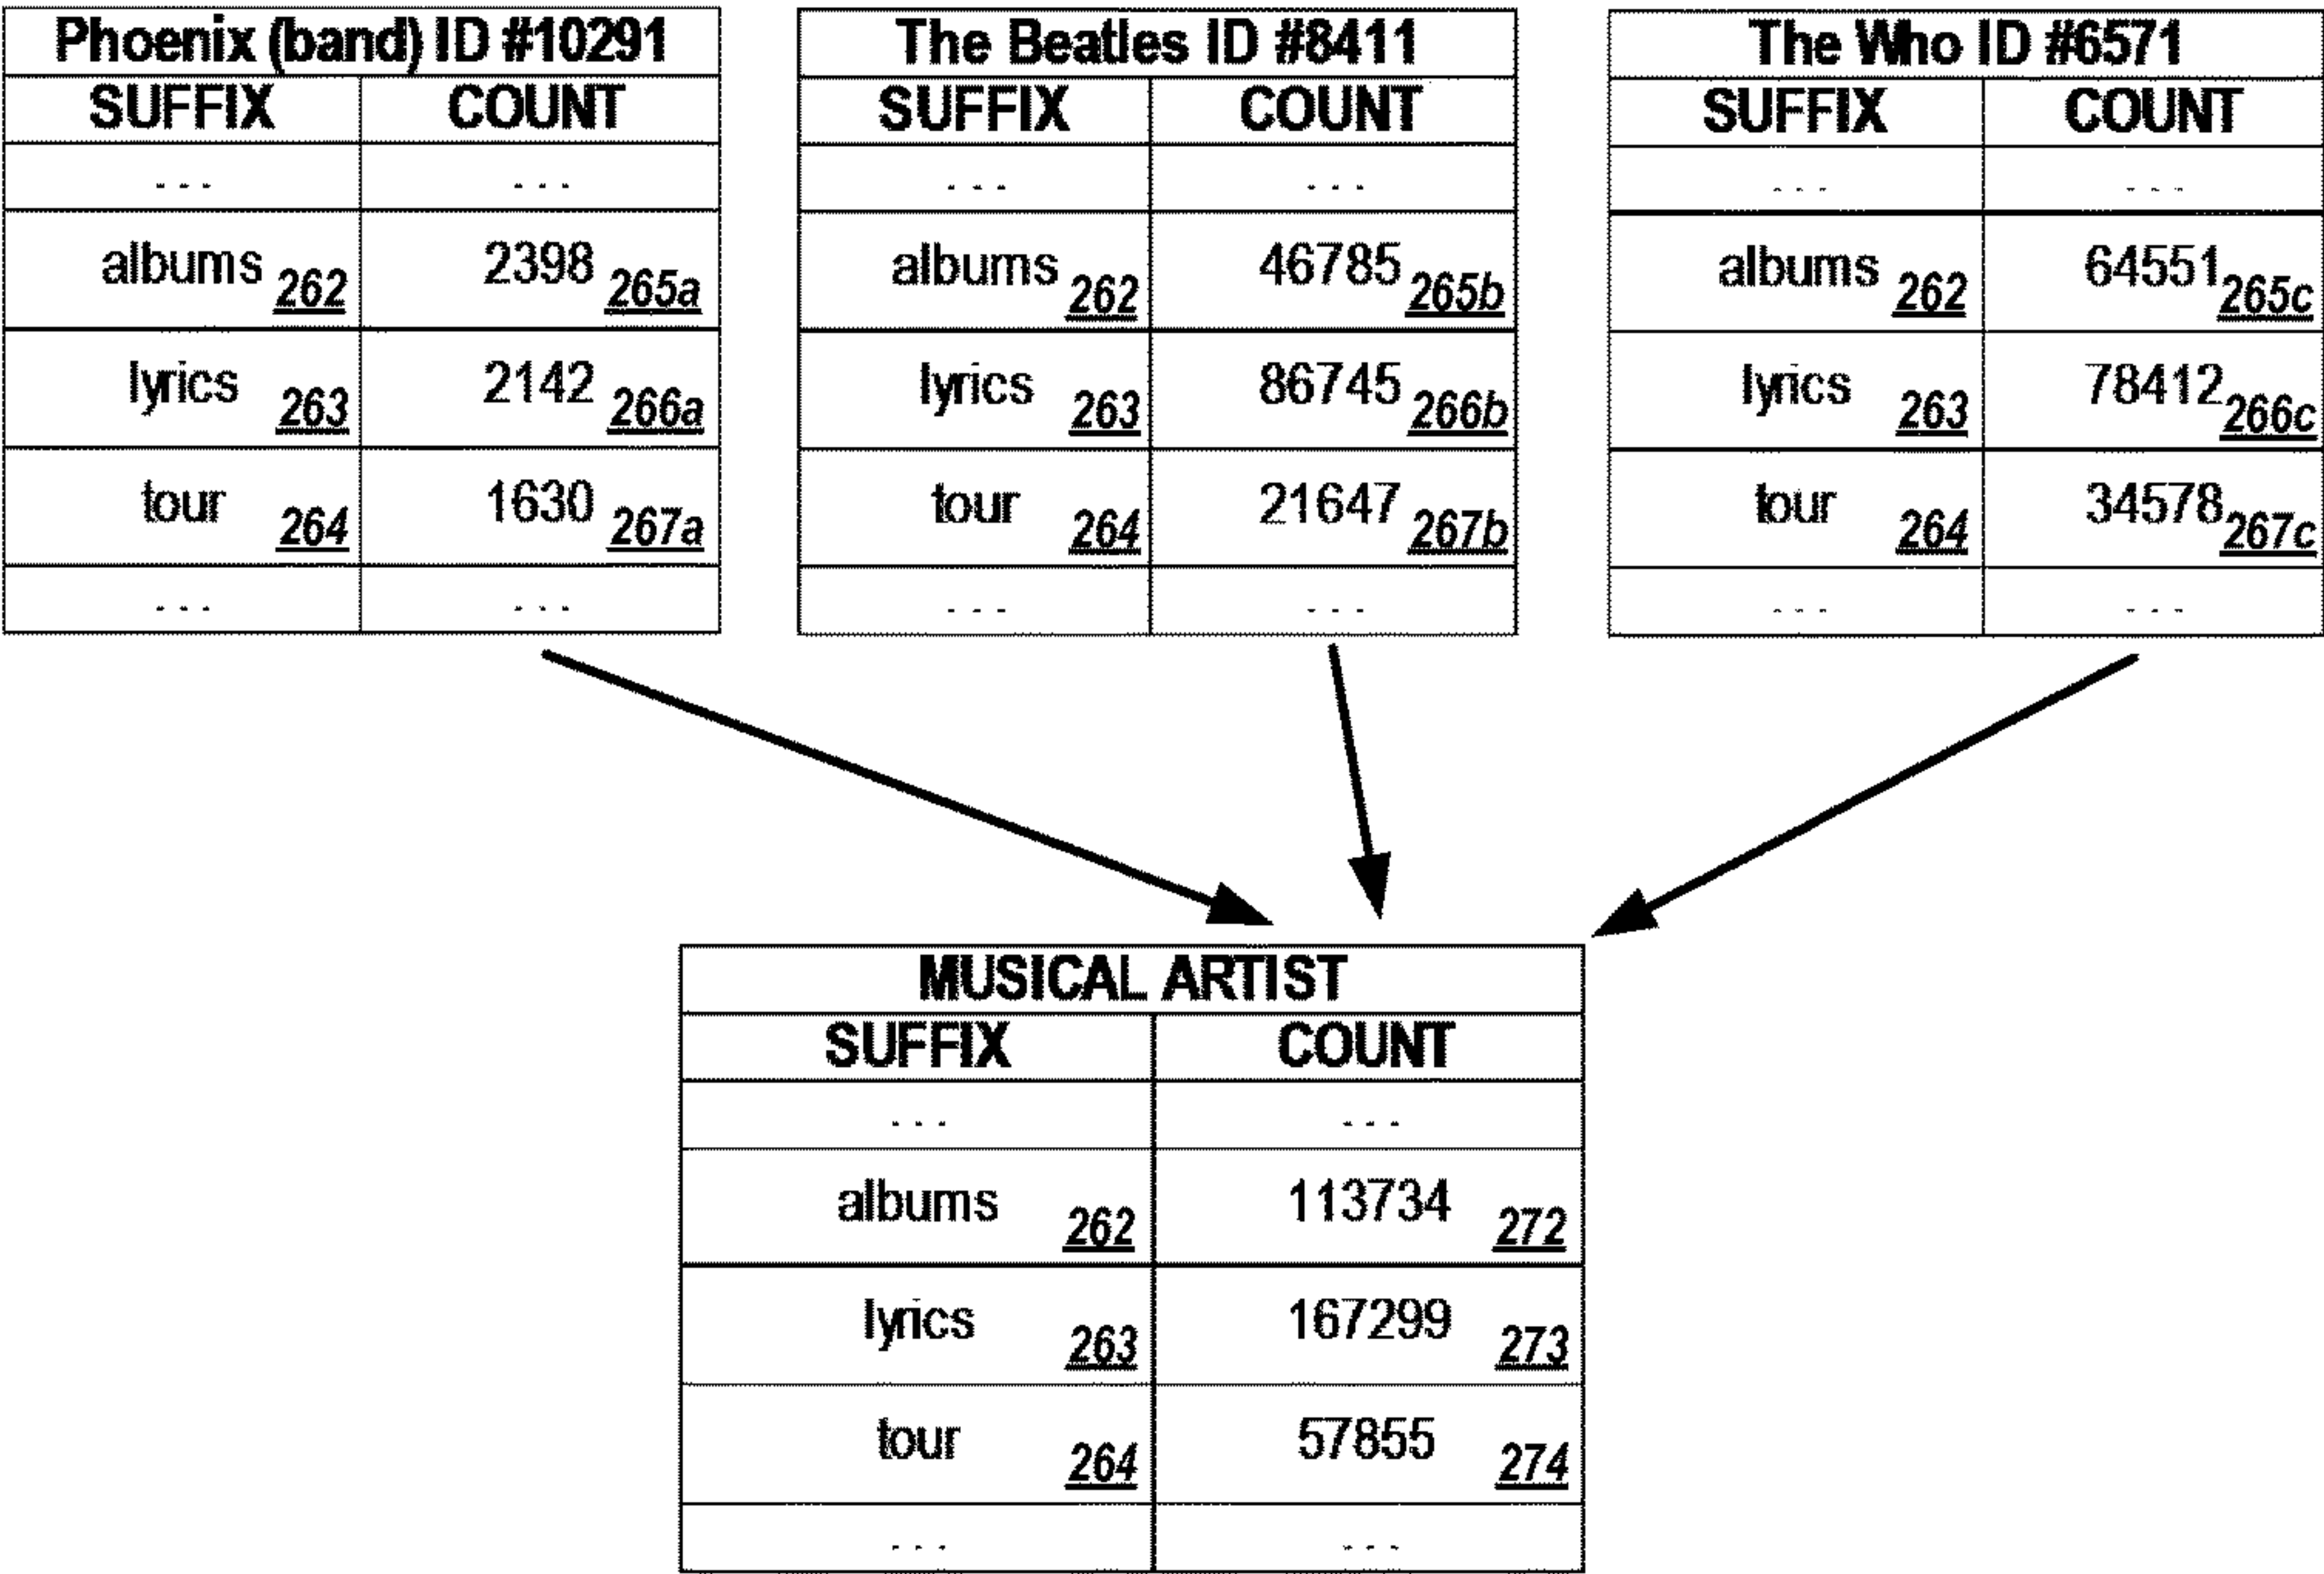 Phoenix (band) ID #10291
SUFFIX COUNT
... ...
albums 262 2398 265a
lyrics 263 2142 266a
tour 264 1630 267a
... ...
The Beatles ID #8411
SUFFIX COUNT
... ...
albums 262 46785 265b
lyrics 263 86745 266b
tour 264 21647 267b
... ...
The Who ID #6571
SUFFIX COUNT
... ...
albums 262 64551 265c
lyrics 263 78412 266c
tour 264 34578 267c
... ...
MUSICAL ARTIST
SUFFIX COUNT
... ...
albums 262 113734 272
lyrics 263 167299 273
tour 264 57855 274
... ...